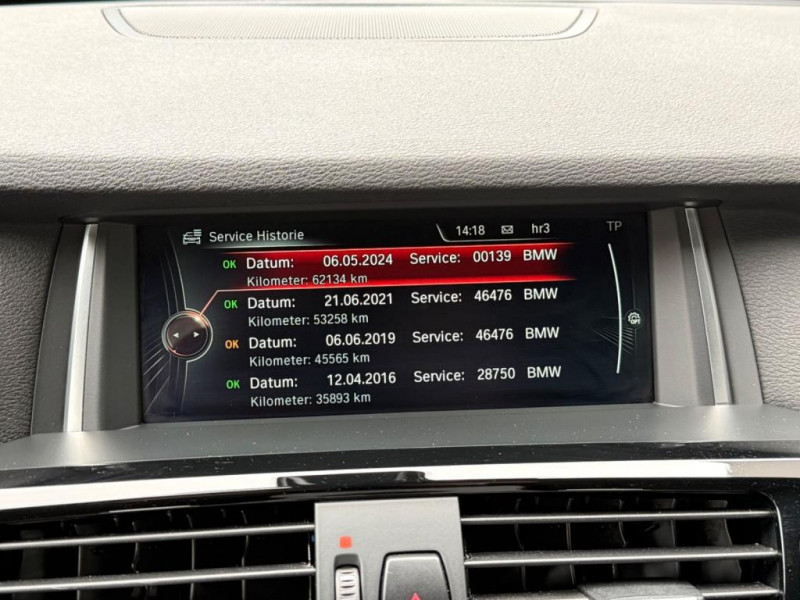 Service Historie 14:18 hr3 TP
OK Datum: 06.05.2024 Service: 00139 BMW
Kilometer: 62134 km
OK Datum: 21.06.2021 Service: 46476 BMW
Kilometer: 53258 km
OK Datum: 06.06.2019 Service: 46476 BMW
Kilometer: 45565 km
OK Datum: 12.04.2016 Service: 28750 BMW
Kilometer: 35893 km